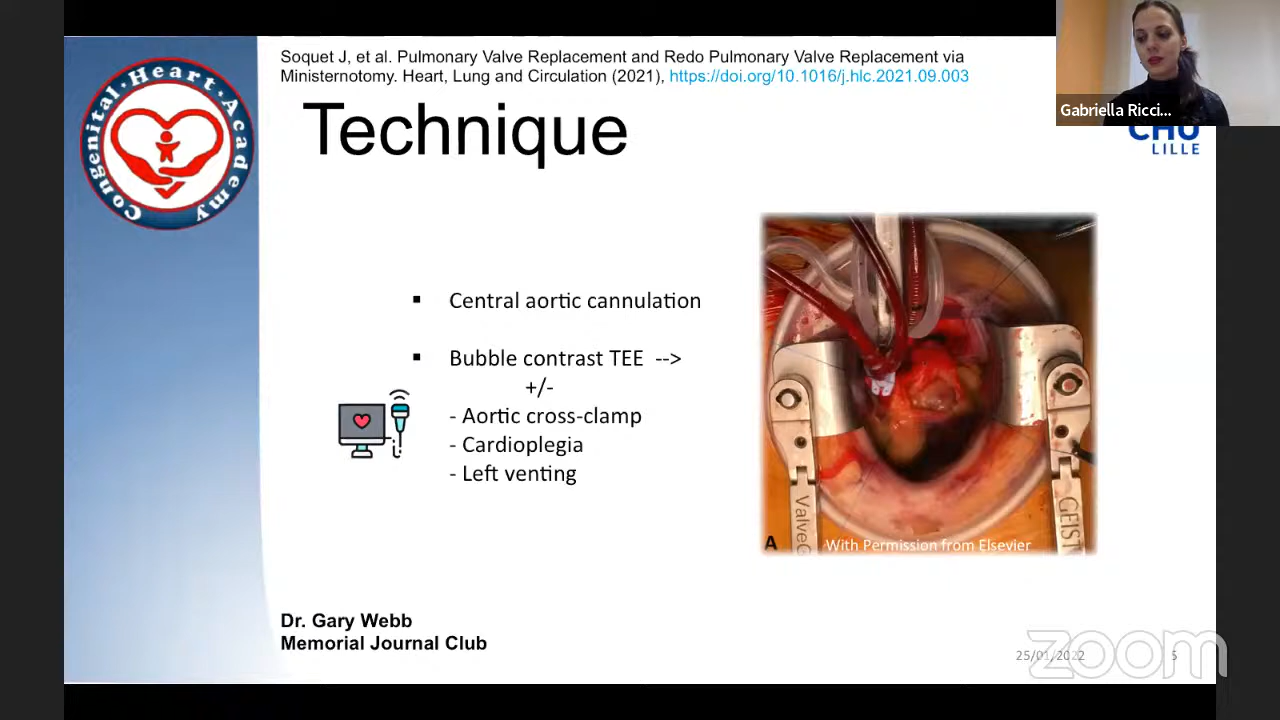 Soquet J, et al. Pulmonary Valve Replacement and Redo Pulmonary Valve Replacement via
Ministernotomy. Heart, Lung and Circulation (2021), https://doi.org/10.1016/j.hlc.2021.09.003
Gabriella Ricci...
Congenital·Heart·Academy
Technique
CHU
LILLE
▪ Central aortic cannulation
▪ Bubble contrast TEE -->
+/-
- Aortic cross-clamp
- Cardioplegia
- Left venting
GEIST
A
With Permission from Elsevier
Dr. Gary Webb
Memorial Journal Club
25/01/2022
5
zoom